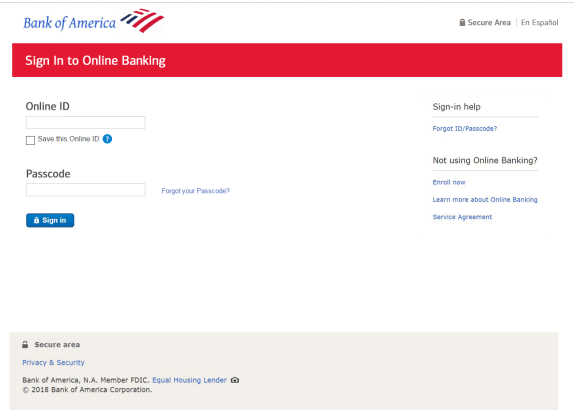 Bank of America
Secure Area | En Español
Sign In to Online Banking
Online ID
Save this Online ID ?
Passcode
Forgot your Passcode?
Sign in
Sign-in help
Forgot ID/Passcode?
Not using Online Banking?
Enroll now
Learn more about Online Banking
Service Agreement
Secure area
Privacy & Security
Bank of America, N.A. Member FDIC. Equal Housing Lender
© 2018 Bank of America Corporation.